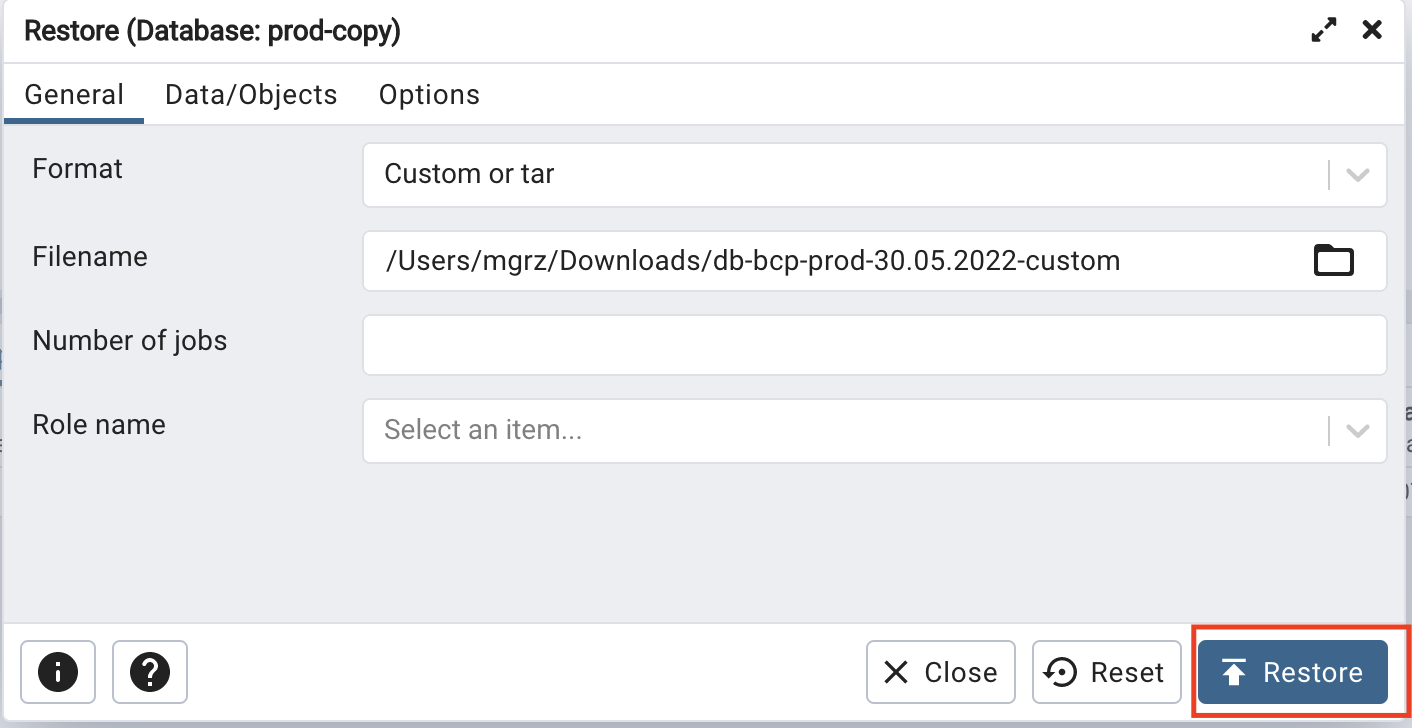 Restore (Database: prod-copy)
General Data/Objects Options
Format Custom or tar
Filename /Users/mgrz/Downloads/db-bcp-prod-30.05.2022-custom
Number of jobs
Role name Select an item...
Close Reset Restore